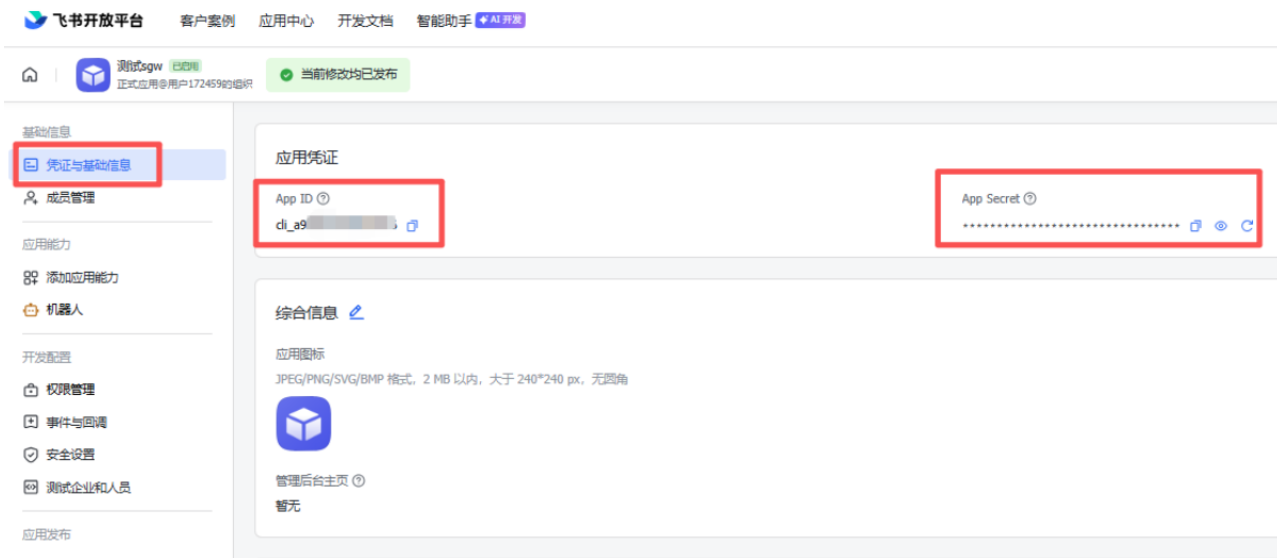 飞书开放平台 客户案例 应用中心 开发文档 智能助手 AI 开发
测试sgw 已启用
正式应用@用户172459的组织
当前修改均已发布
基础信息
凭证与基础信息
成员管理
应用能力
添加应用能力
机器人
开发配置
权限管理
事件与回调
安全设置
测试企业和人员
应用发布
应用凭证
App ID
cli_a9
App Secret
********************************
综合信息
应用图标
JPEG/PNG/SVG/BMP 格式，2 MB 以内，大于 240*240 px，无圆角
管理后台主页
暂无